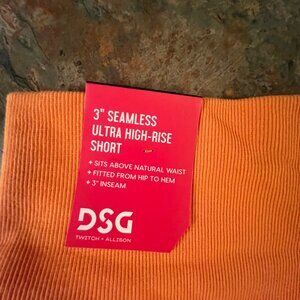 3" SEAMLESS
ULTRA HIGH-RISE
SHORT
+ SITS ABOVE NATURAL WAIST
+ FITTED FROM HIP TO HEM
+ 3" INSEAM
DSG
TWITCH + ALLISON